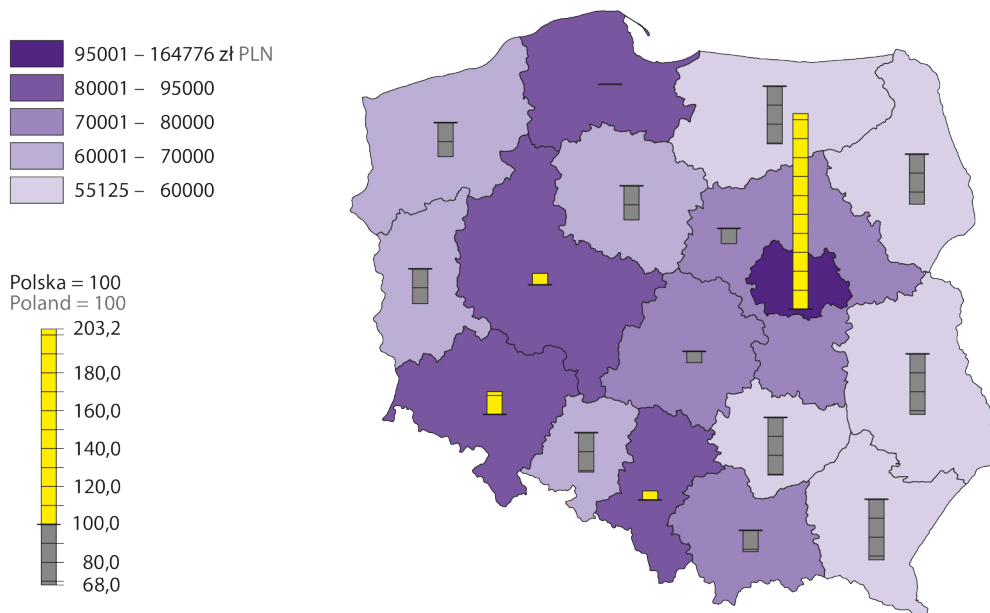 95001 – 164776 zł PLN
80001 – 95000
70001 – 80000
60001 – 70000
55125 – 60000
Polska = 100
Poland = 100
203,2
180,0
160,0
140,0
120,0
100,0
80,0
68,0